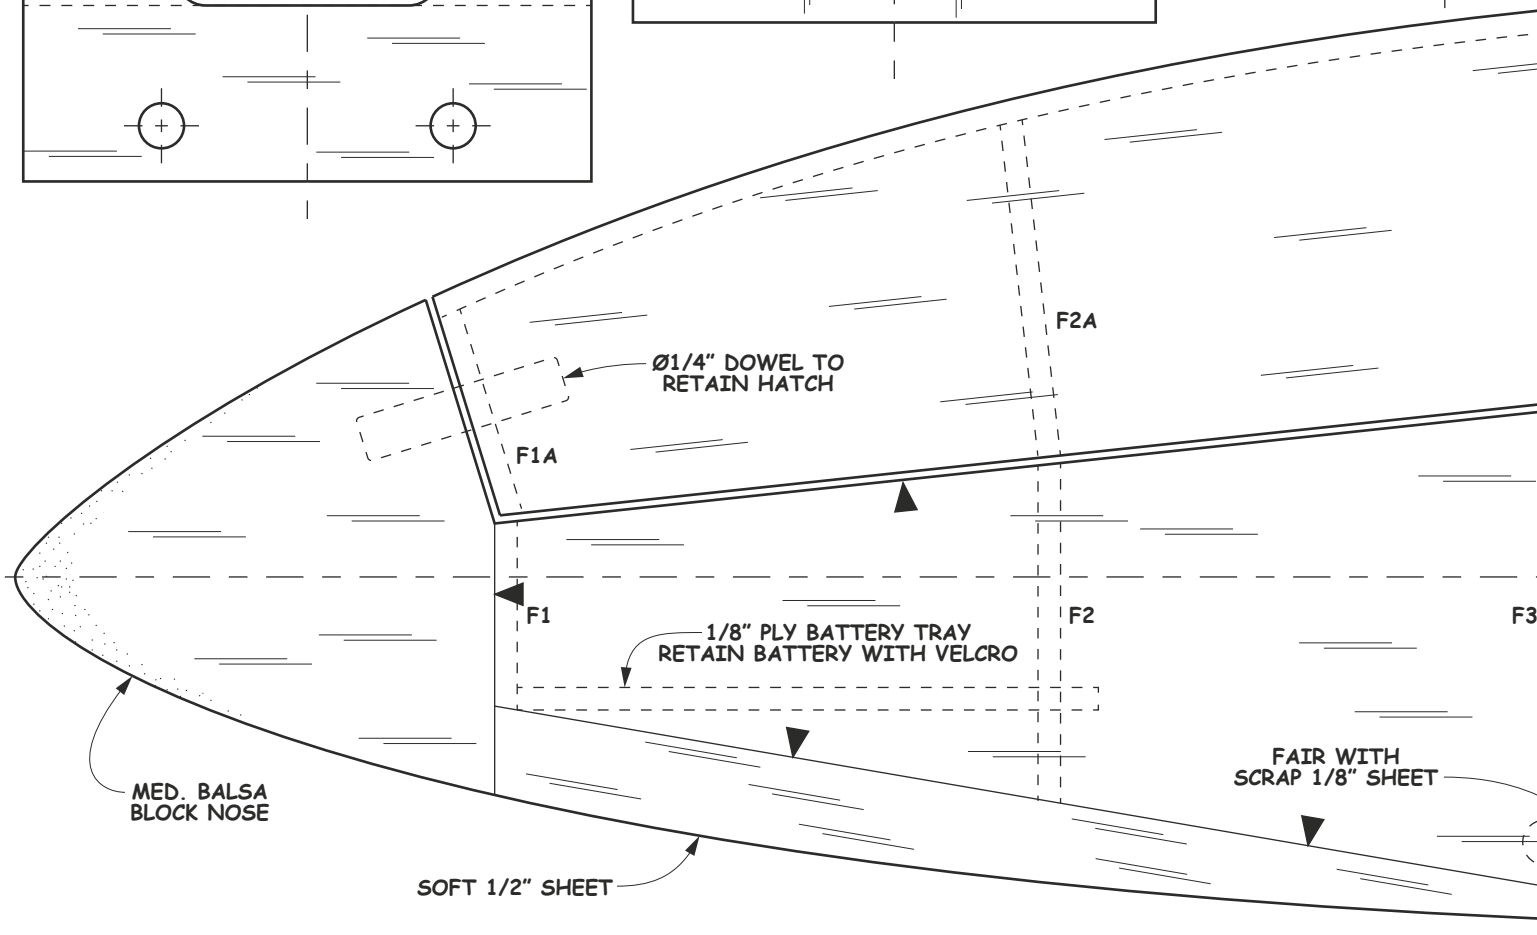 F2A
Ø1/4” DOWEL TO
RETAIN HATCH
F1A
F1
F2
F3
1/8” PLY BATTERY TRAY
RETAIN BATTERY WITH VELCRO
FAIR WITH
SCRAP 1/8” SHEET
MED. BALSA
BLOCK NOSE
SOFT 1/2” SHEET